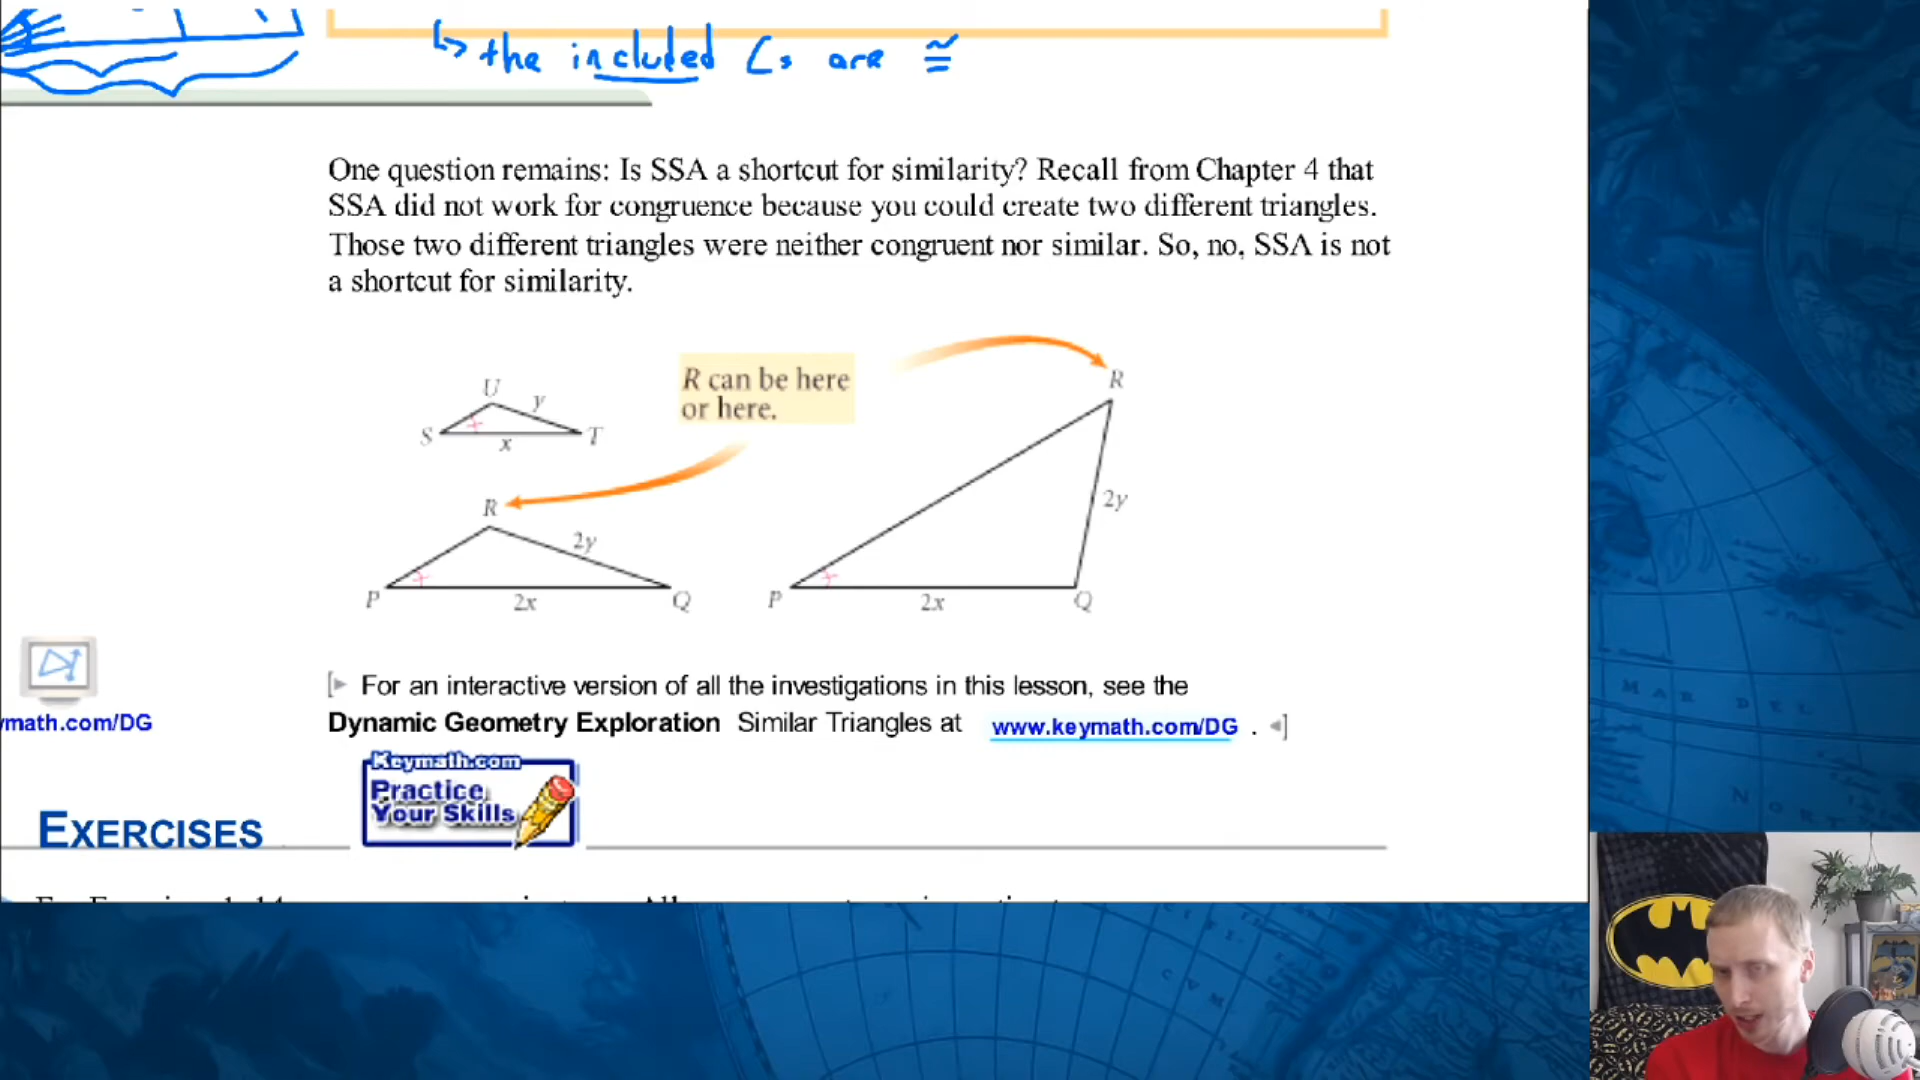 the included ∠s are ≅
One question remains: Is SSA a shortcut for similarity? Recall from Chapter 4 that
SSA did not work for congruence because you could create two different triangles.
Those two different triangles were neither congruent nor similar. So, no, SSA is not
a shortcut for similarity.
R can be here
or here.
R
U
y
S
x
T
2y
R
2y
P
2x
Q
P
2x
Q
For an interactive version of all the investigations in this lesson, see the
Dynamic Geometry Exploration Similar Triangles at www.keymath.com/DG .
ymath.com/DG
Keymath.com
Practice
Your Skills
EXERCISES
MAR DEL
NORT